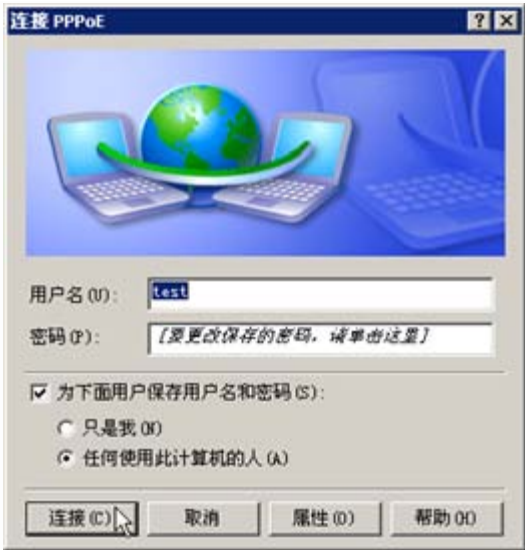 连接 PPPoE
用户名(U):
test
密码(P):
[要更改保存的密码，请单击这里]
为下面用户保存用户名和密码(S):
只是我(N)
任何使用此计算机的人(A)
连接(C)
取消
属性(O)
帮助(H)